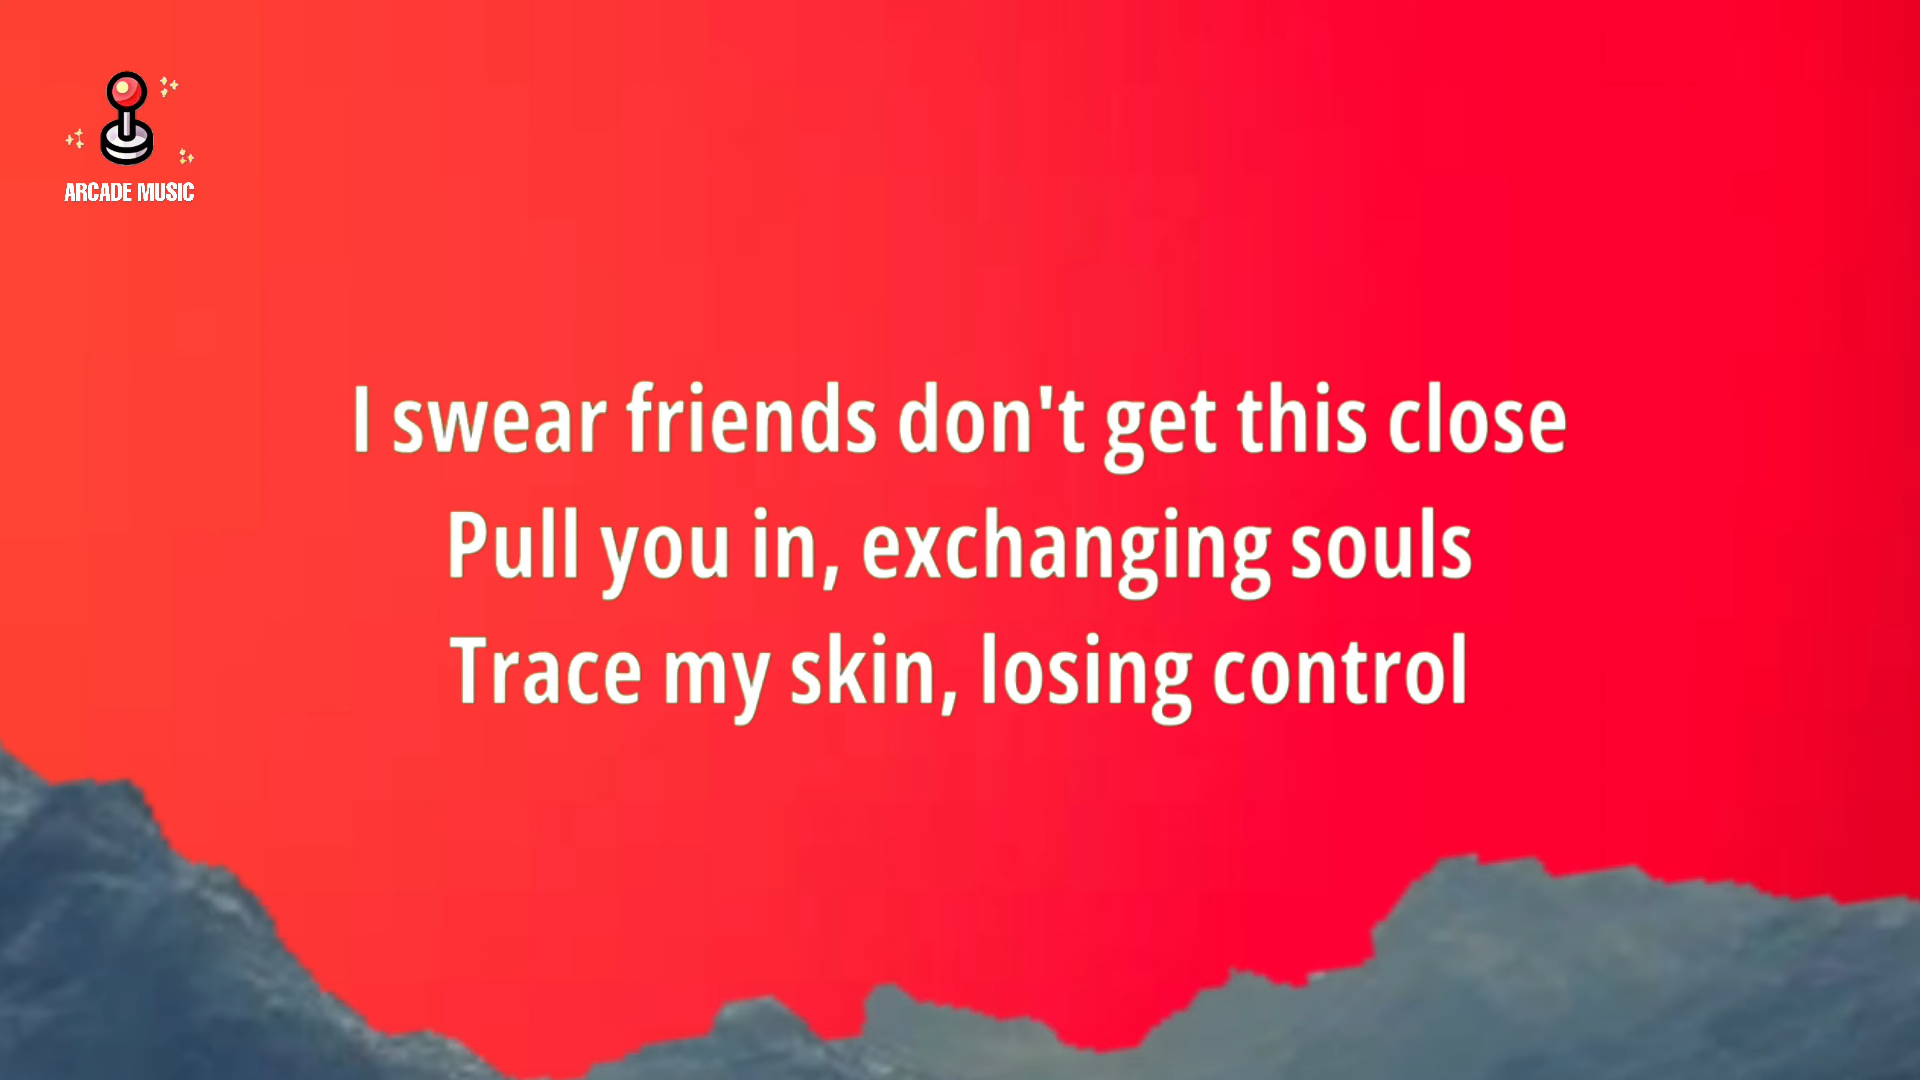 ARCADE MUSIC
I swear friends don't get this close
Pull you in, exchanging souls
Trace my skin, losing control